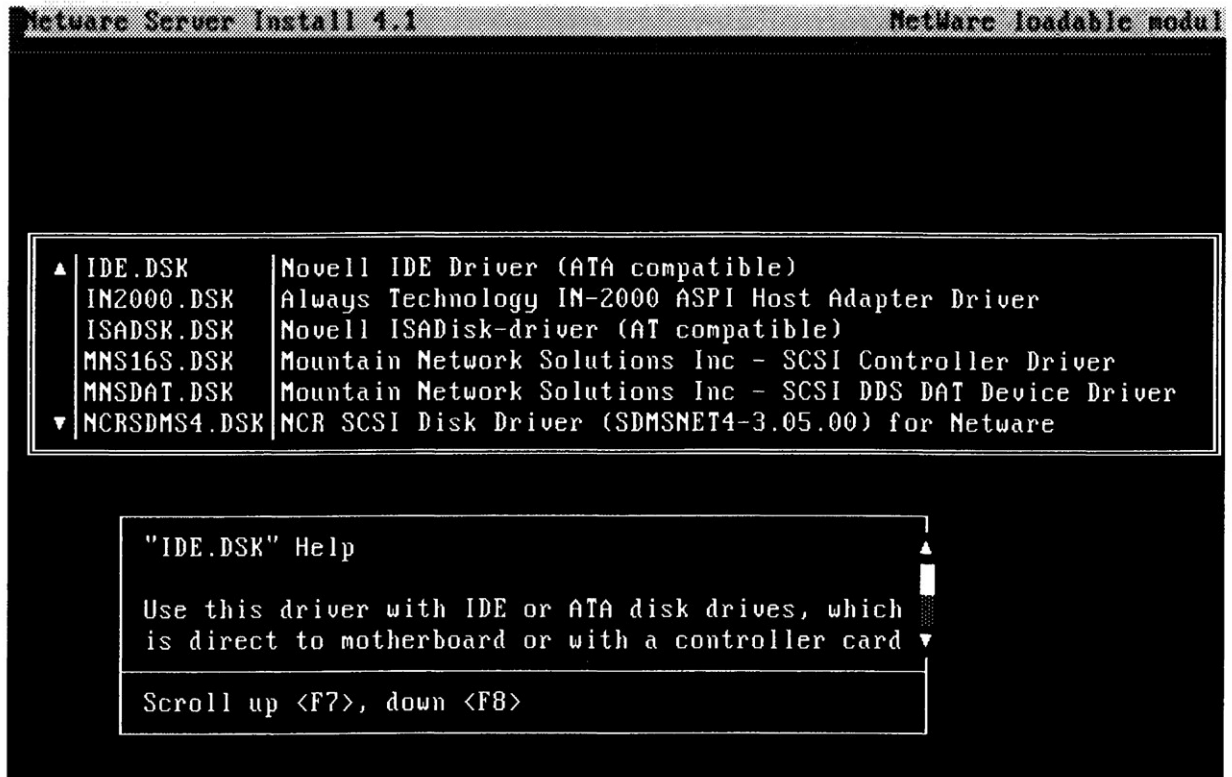 Netware Server Install 4.1 NetWare loadable modul
▲ IDE.DSK Novell IDE Driver (ATA compatible)
IN2000.DSK Always Technology IN-2000 ASPI Host Adapter Driver
ISADSK.DSK Novell ISADisk-driver (AT compatible)
MNS16S.DSK Mountain Network Solutions Inc - SCSI Controller Driver
MNSDAT.DSK Mountain Network Solutions Inc - SCSI DDS DAT Device Driver
▼ NCRSDMS4.DSK NCR SCSI Disk Driver (SDMSNET4-3.05.00) for Netware
"IDE.DSK" Help
Use this driver with IDE or ATA disk drives, which
is direct to motherboard or with a controller card
Scroll up <F7>, down <F8>